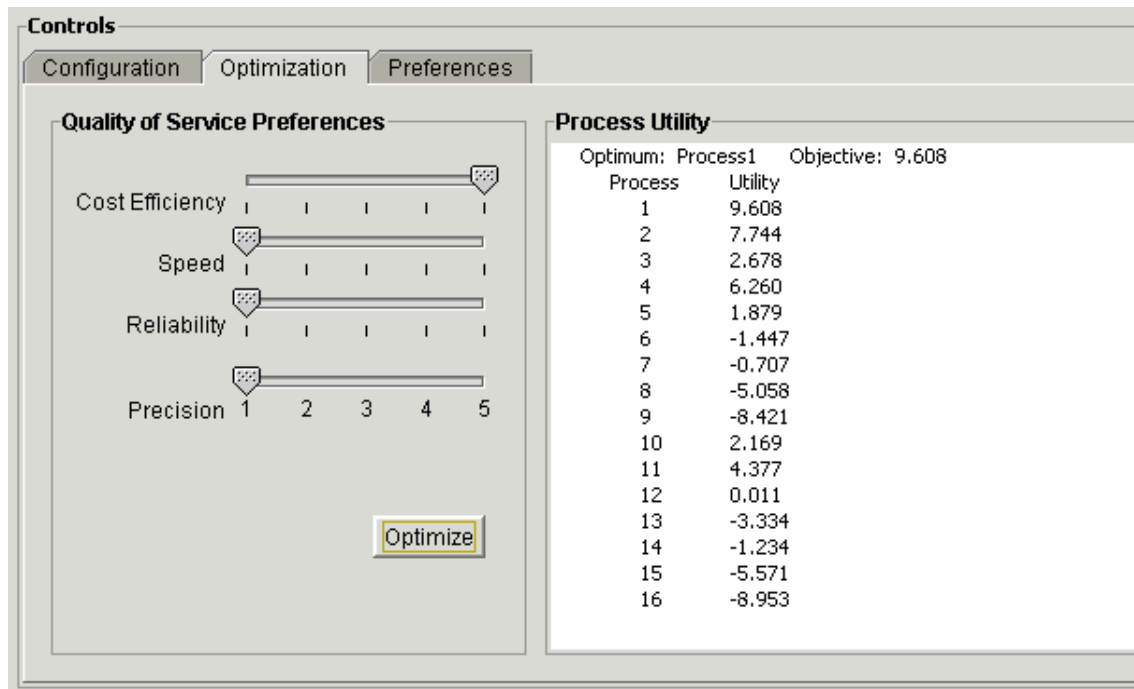 Controls
Configuration Optimization Preferences
Quality of Service Preferences
Cost Efficiency
Speed
Reliability
Precision 1 2 3 4 5
Optimize
Process Utility
Optimum: Process1 Objective: 9.608
Process Utility
1 9.608
2 7.744
3 2.678
4 6.260
5 1.879
6 -1.447
7 -0.707
8 -5.058
9 -8.421
10 2.169
11 4.377
12 0.011
13 -3.334
14 -1.234
15 -5.571
16 -8.953